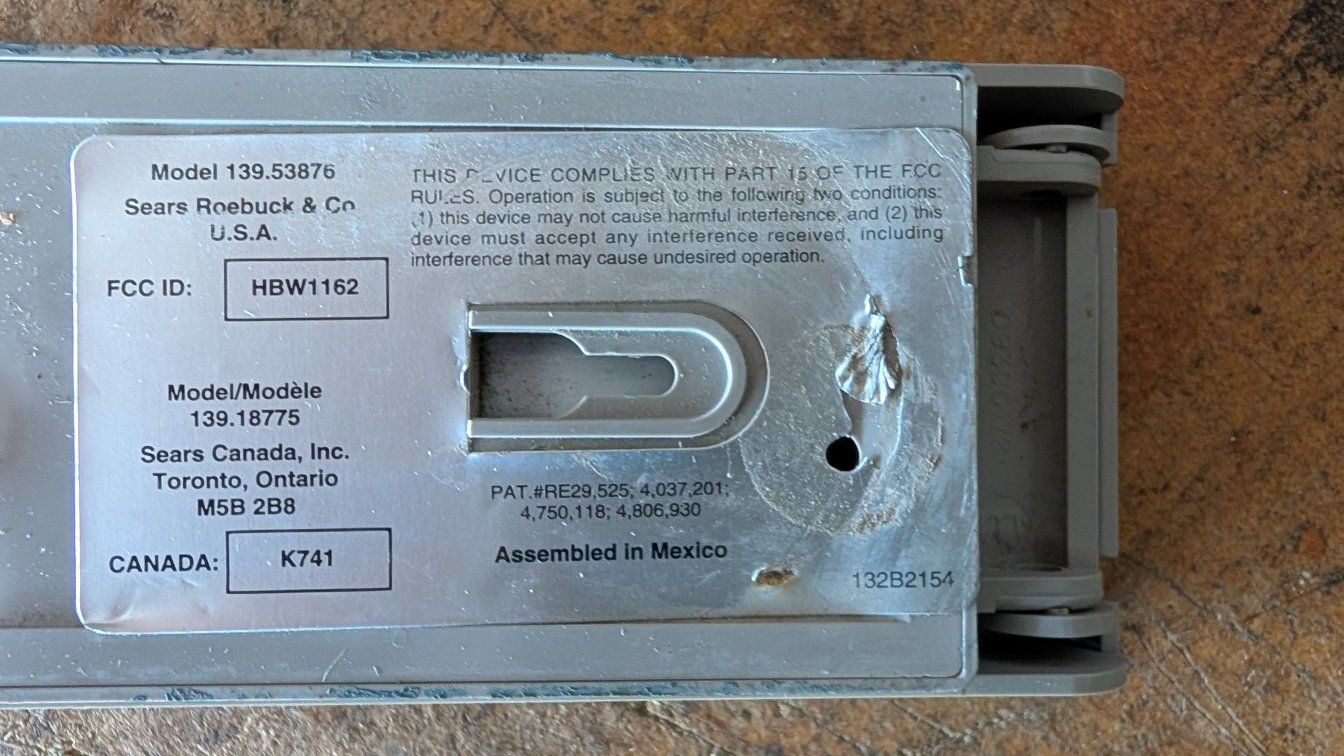 Model 139.53876
Sears Roebuck & Co
U.S.A.
FCC ID: HBW1162
Model/Modèle
139.18775
Sears Canada, Inc.
Toronto, Ontario
M5B 2B8
CANADA: K741
THIS DEVICE COMPLIES WITH PART 15 OF THE FCC
RULES. Operation is subject to the following two conditions:
(1) this device may not cause harmful interference, and (2) this
device must accept any interference received, including
interference that may cause undesired operation.
PAT.#RE29,525; 4,037,201;
4,750,118; 4,806,930
Assembled in Mexico
132B2154